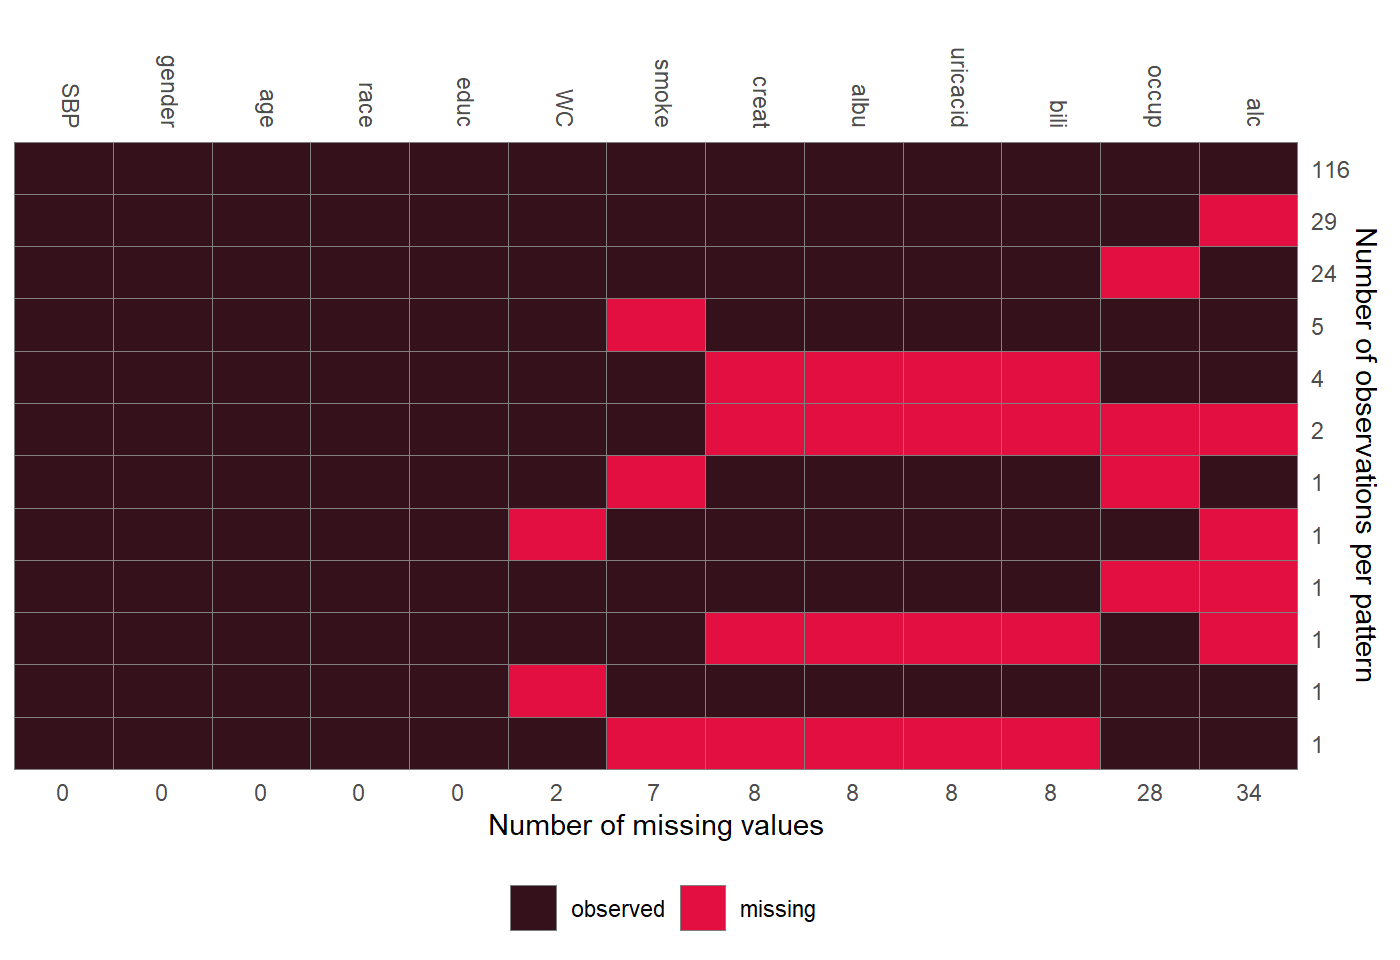 SBP
gender
age
race
educ
WC
smoke
creat
albu
uricacid
bili
occup
alc
116
29
24
5
4
2
1
1
1
1
1
1
Number of observations per pattern
0 0 0 0 0 2 7 8 8 8 8 28 34
Number of missing values
observed missing